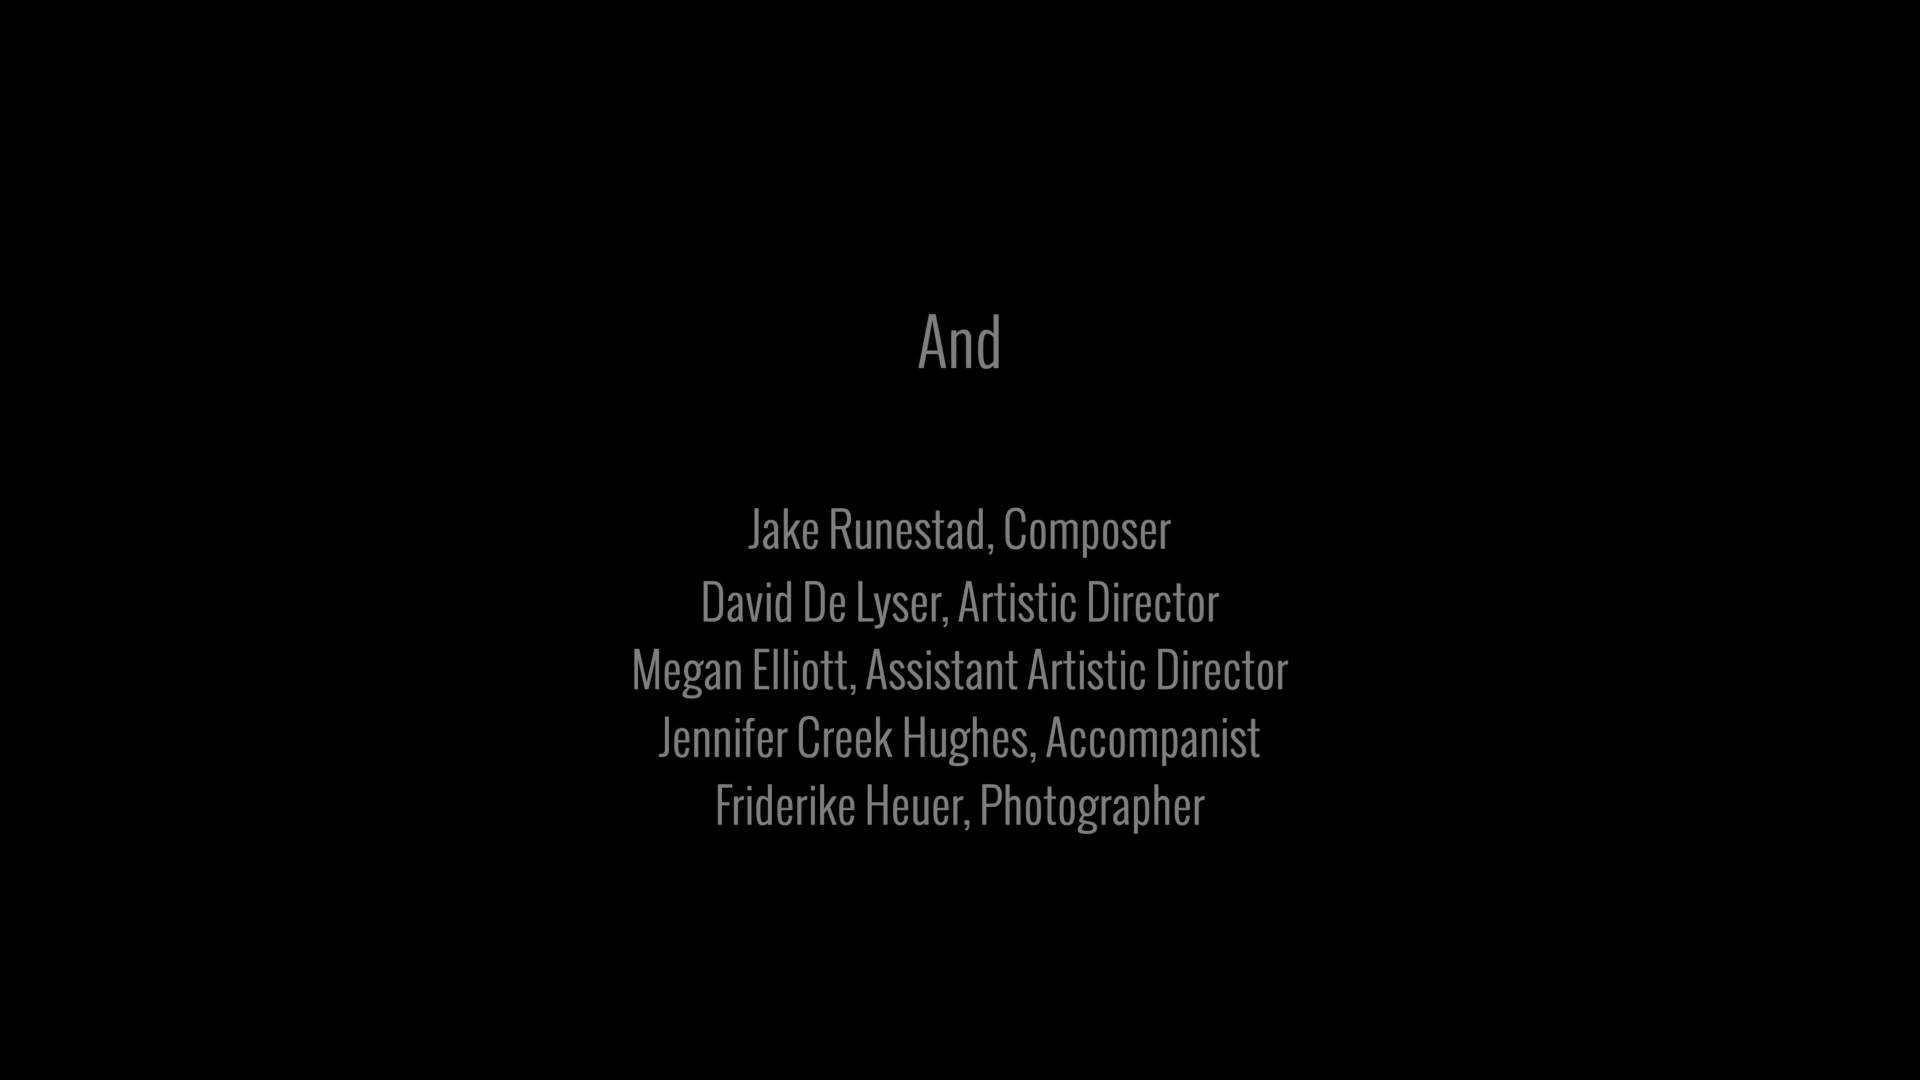 And
Jake Runestad, Composer
David De Lyser, Artistic Director
Megan Elliott, Assistant Artistic Director
Jennifer Creek Hughes, Accompanist
Friderike Heuer, Photographer